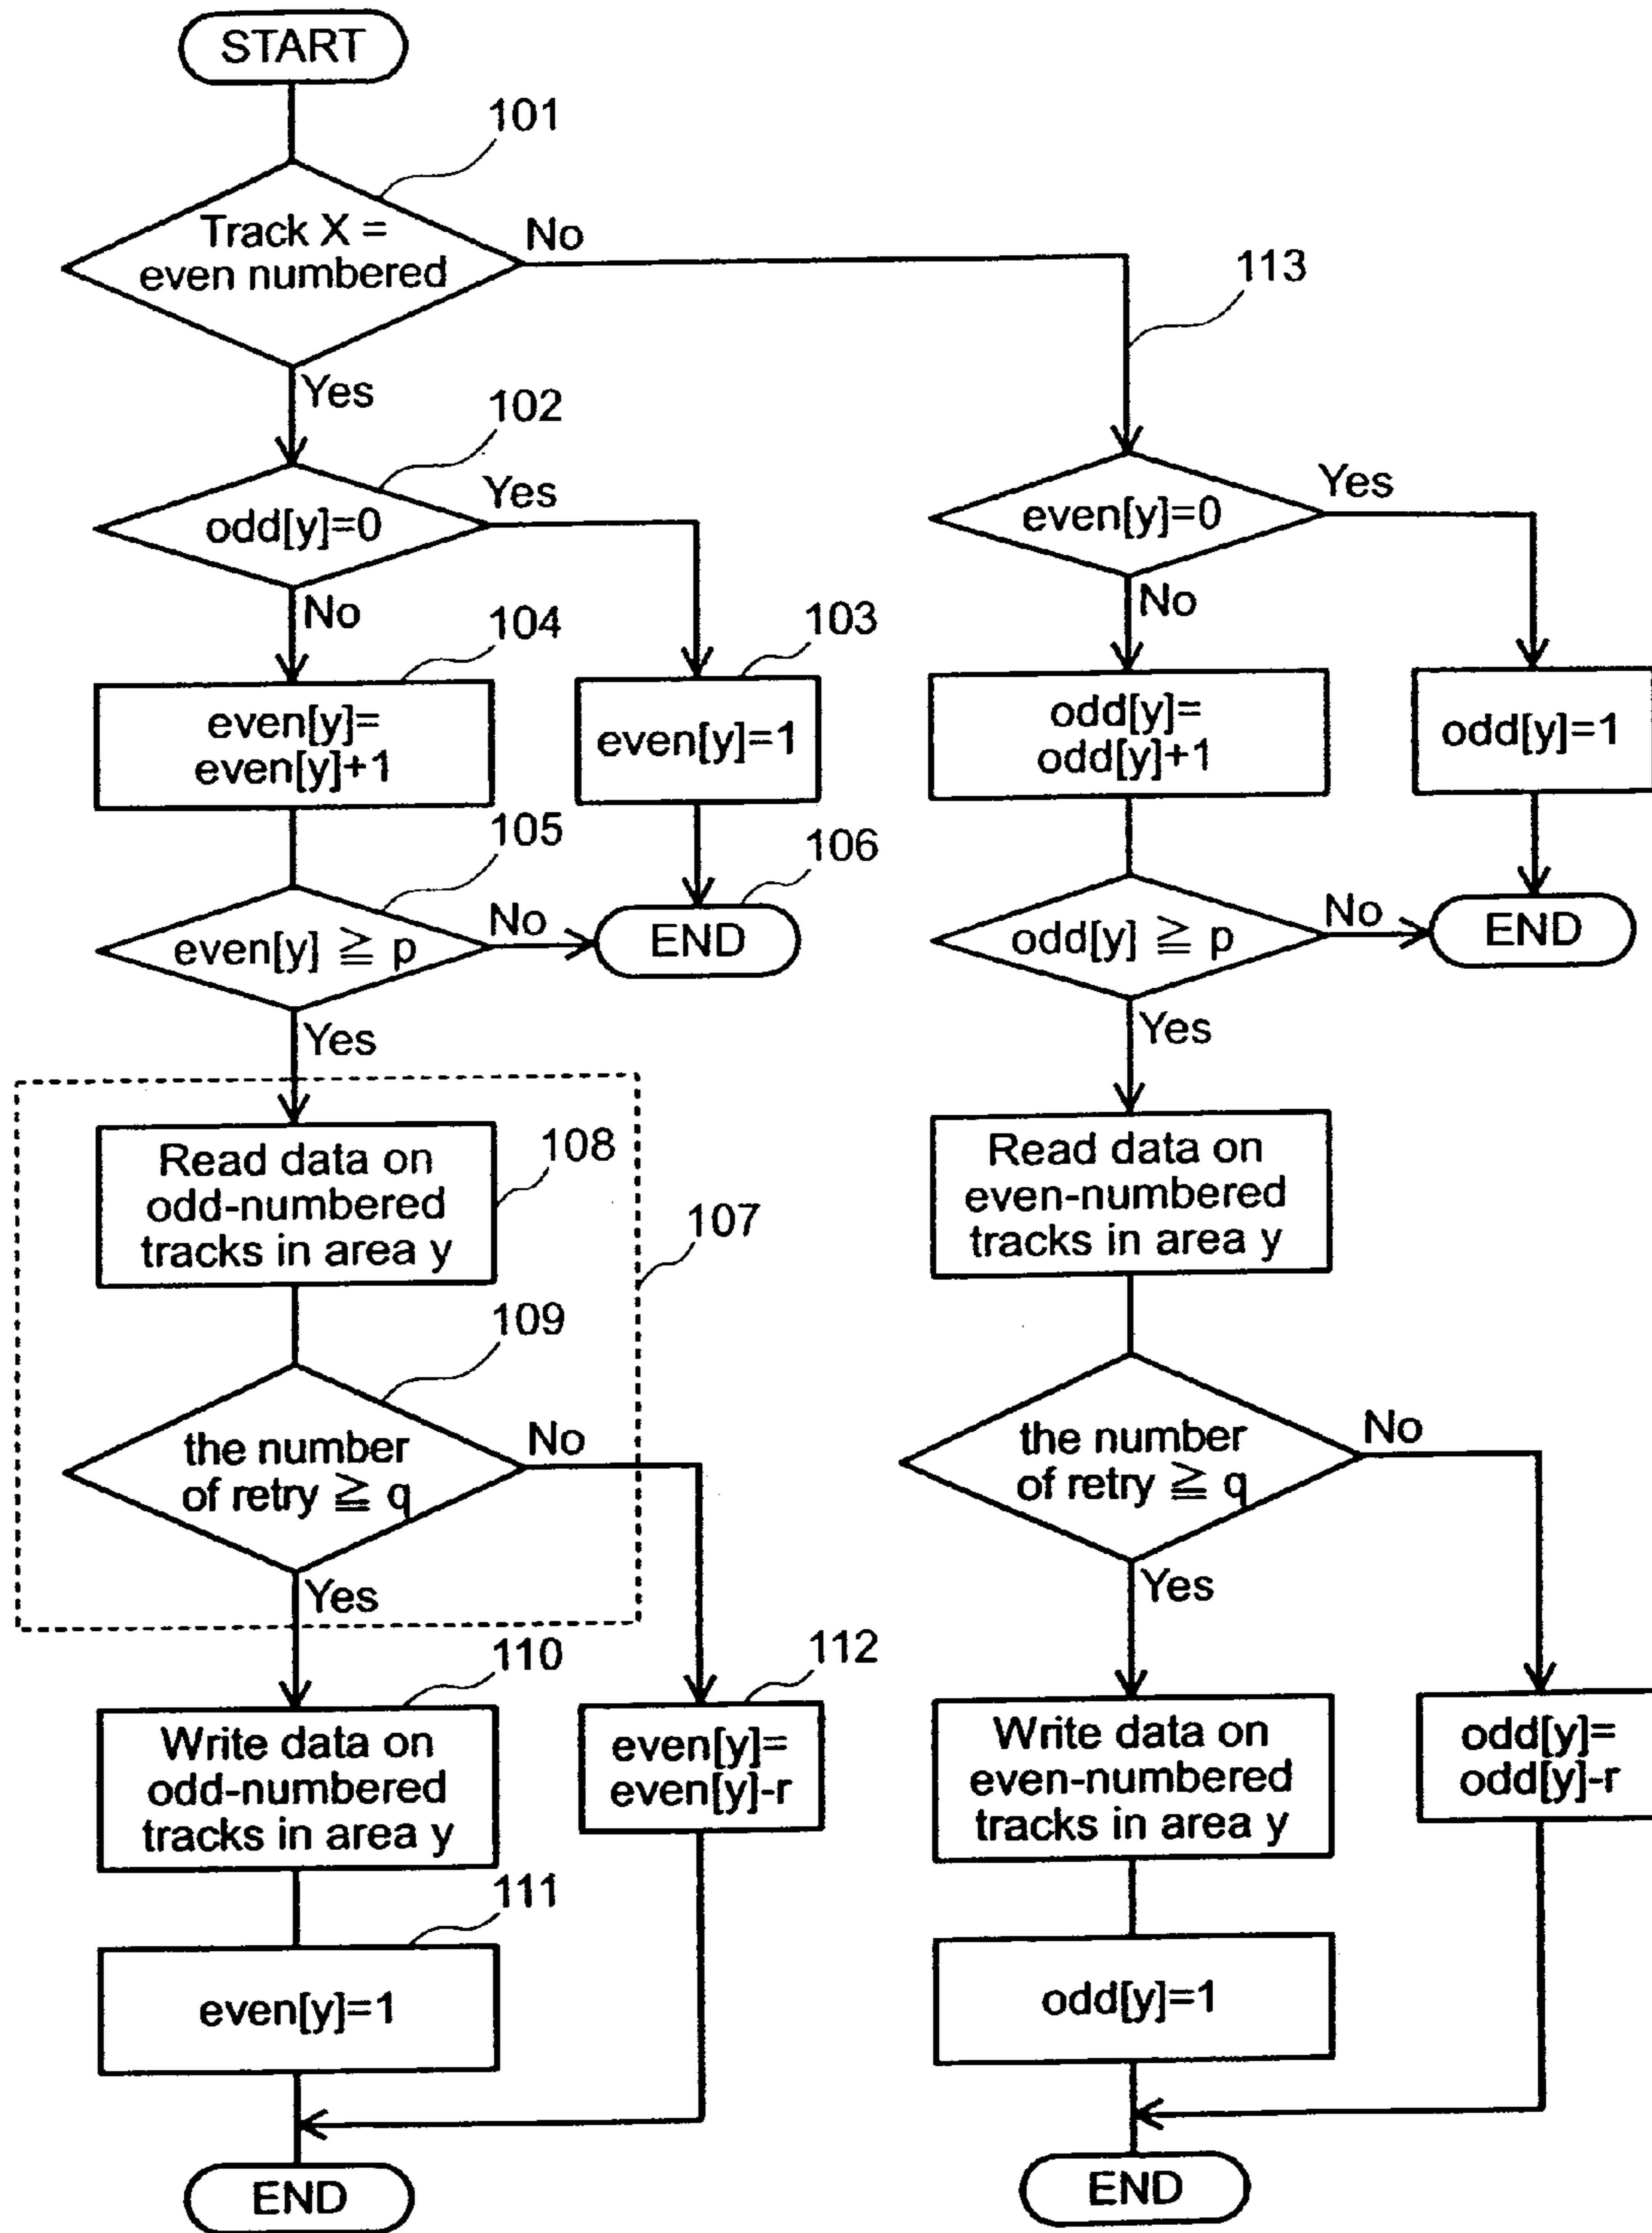 START
101
Track X =
even numbered
No
113
Yes
102
odd[y]=0
Yes
even[y]=0
Yes
No
No
104
103
even[y]=
even[y]+1
even[y]=1
odd[y]=
odd[y]+1
odd[y]=1
105
106
even[y] ≧ p
No
END
odd[y] ≧ p
No
END
Yes
Yes
108
Read data on
odd-numbered
tracks in area y
107
Read data on
even-numbered
tracks in area y
109
the number
of retry ≧ q
No
the number
of retry ≧ q
No
Yes
Yes
110
112
Write data on
odd-numbered
tracks in area y
even[y]=
even[y]-r
Write data on
even-numbered
tracks in area y
odd[y]=
odd[y]-r
111
even[y]=1
odd[y]=1
END
END